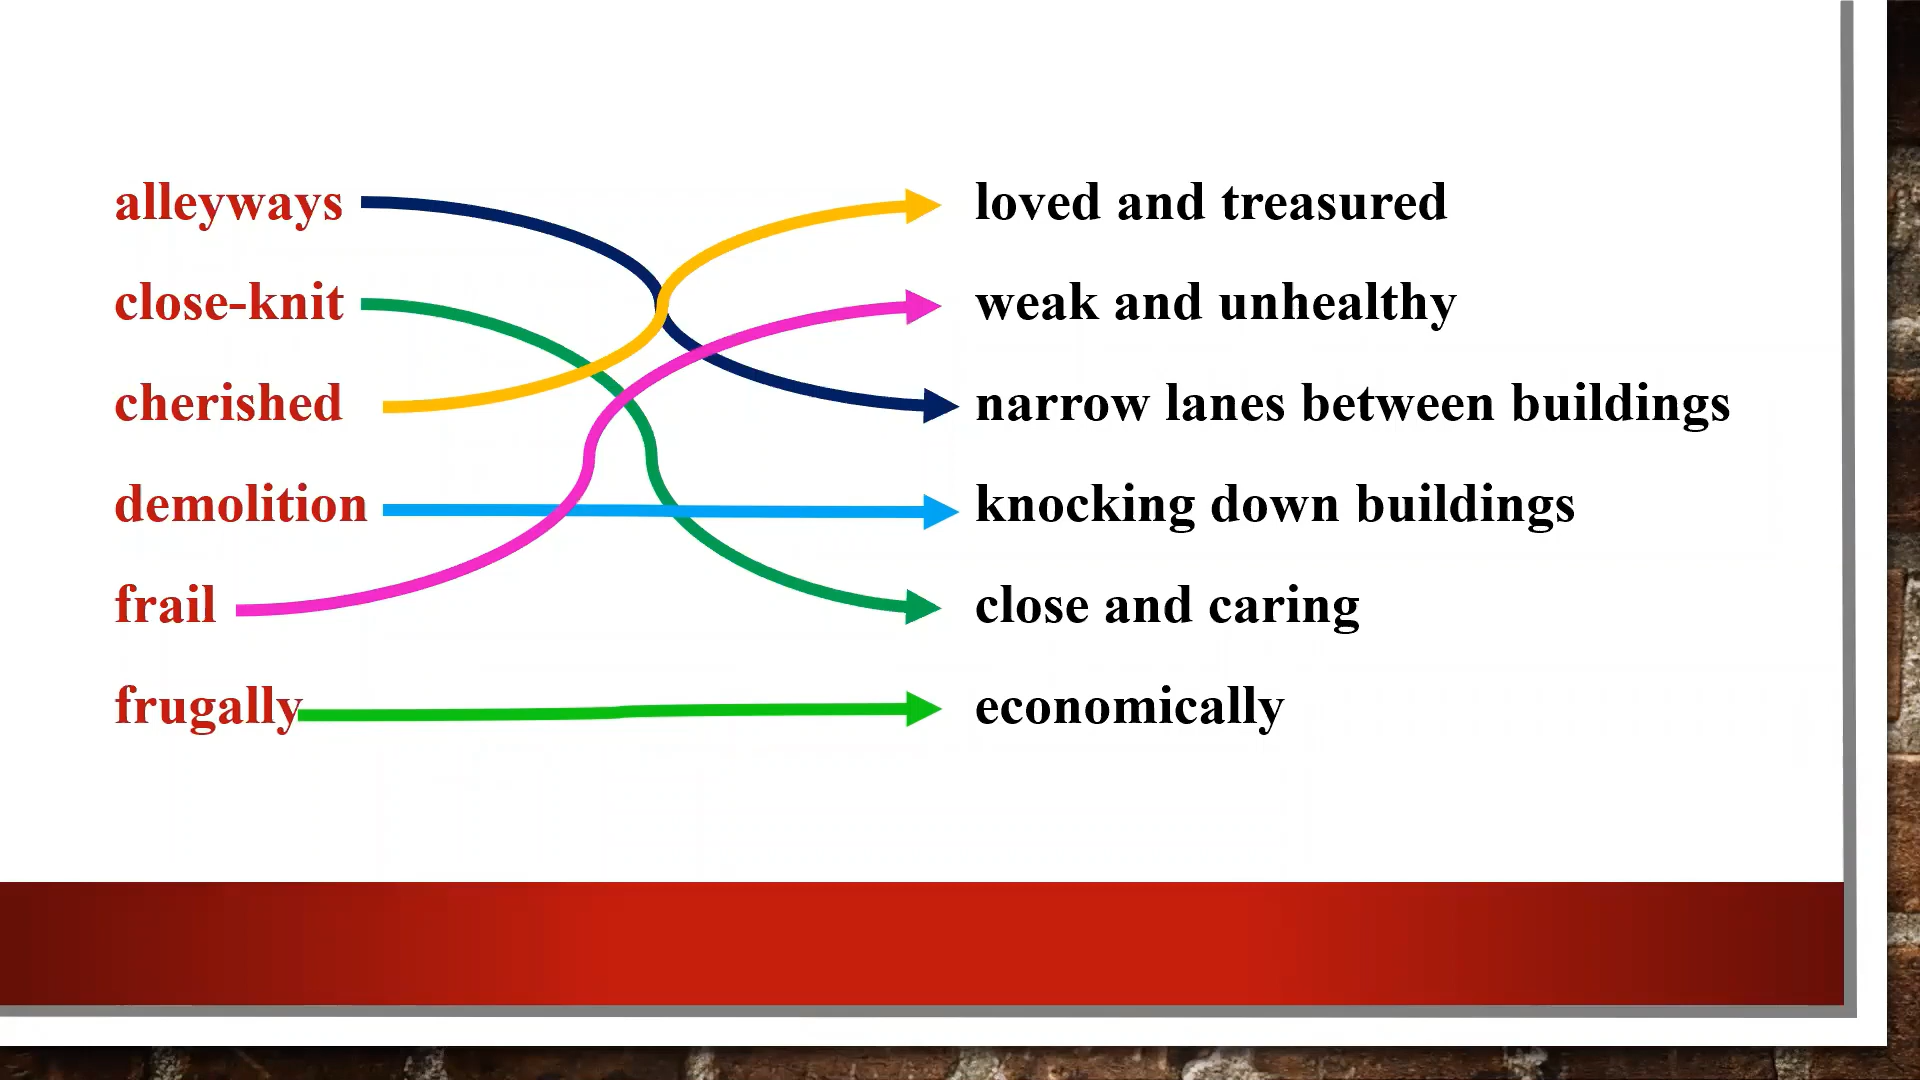 alleyways
loved and treasured
close-knit
weak and unhealthy
cherished
narrow lanes between buildings
demolition
knocking down buildings
frail
close and caring
frugally
economically